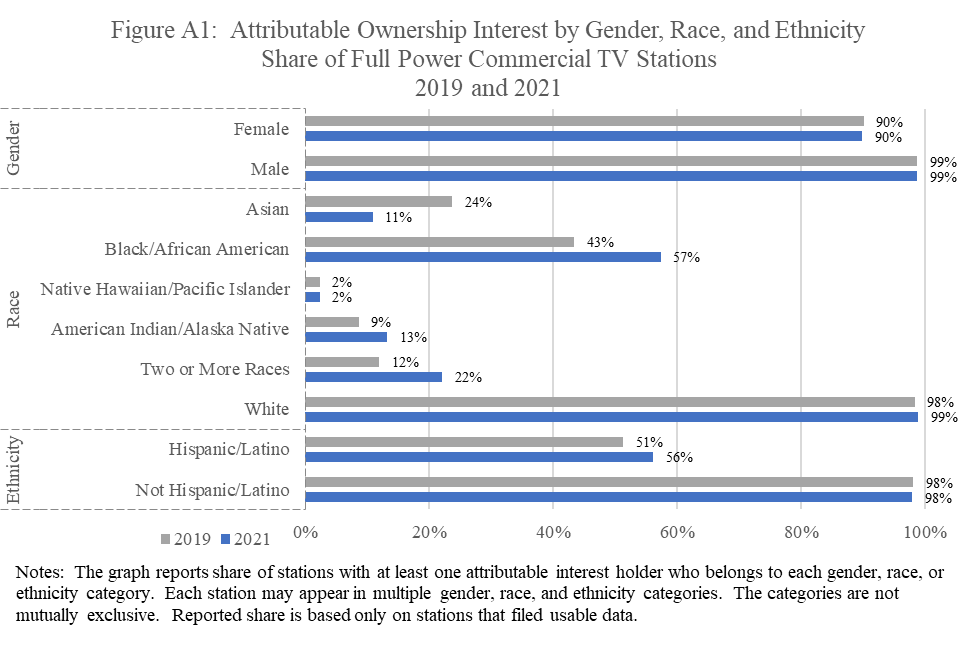 Figure A1:  Attributable Ownership Interest by Gender, Race, and Ethnicity
Share of Full Power Commercial TV Stations
2019 and 2021
Gender
Female
90%
90%
Male
99%
99%
Race
Asian
24%
11%
Black/African American
43%
57%
Native Hawaiian/Pacific Islander
2%
2%
American Indian/Alaska Native
9%
13%
Two or More Races
12%
22%
White
98%
99%
Ethnicity
Hispanic/Latino
51%
56%
Not Hispanic/Latino
98%
98%
0% 20% 40% 60% 80% 100%
2019 2021
Notes:  The graph reports share of stations with at least one attributable interest holder who belongs to each gender, race, or
ethnicity category.  Each station may appear in multiple gender, race, and ethnicity categories.  The categories are not
mutually exclusive.  Reported share is based only on stations that filed usable data.